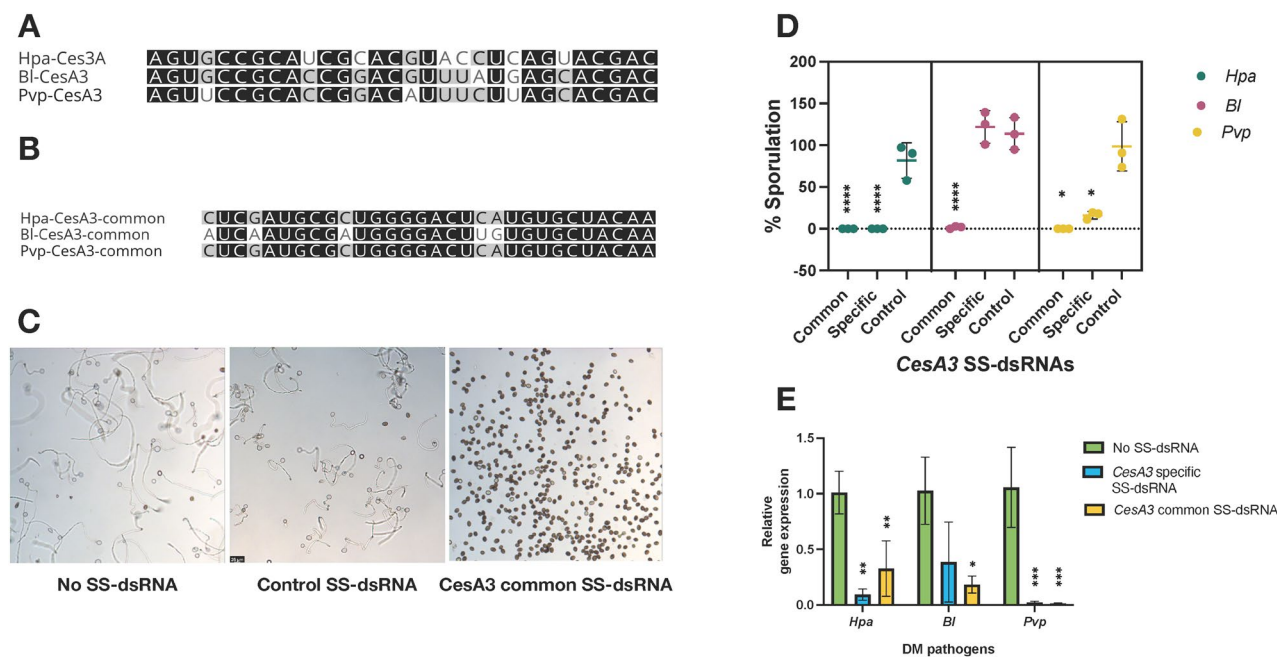 A
Hpa-Ces3A AGUGCCGCAUCGCACGUACCUCAGUACGAC
Bl-CesA3 AGUGCCGCACCGGACGUUUAUGAGCACGAC
Pvp-CesA3 AGUUCCGCACCGGACAUUUCUUAGCACGAC
B
Hpa-CesA3-common CUCGAUGCGCUGGGGACUCAUGUGCUACAA
Bl-CesA3-common AUCAAUGCGAUGGGGACUUGUGUGCUACAA
Pvp-CesA3-common CUCGAUGCGCUGGGGACUCAUGUGCUACAA
C
No SS-dsRNA
Control SS-dsRNA
CesA3 common SS-dsRNA
D
% Sporulation
200
150
100
50
0
-50
****
****
****
*
*
Common
Specific
Control
Common
Specific
Control
Common
Specific
Control
CesA3 SS-dsRNAs
Hpa
Bl
Pvp
E
Relative
gene expression
1.5
1.0
0.5
0.0
**
**
*
***
***
Hpa
Bl
Pvp
DM pathogens
No SS-dsRNA
CesA3 specific
SS-dsRNA
CesA3 common SS-dsRNA